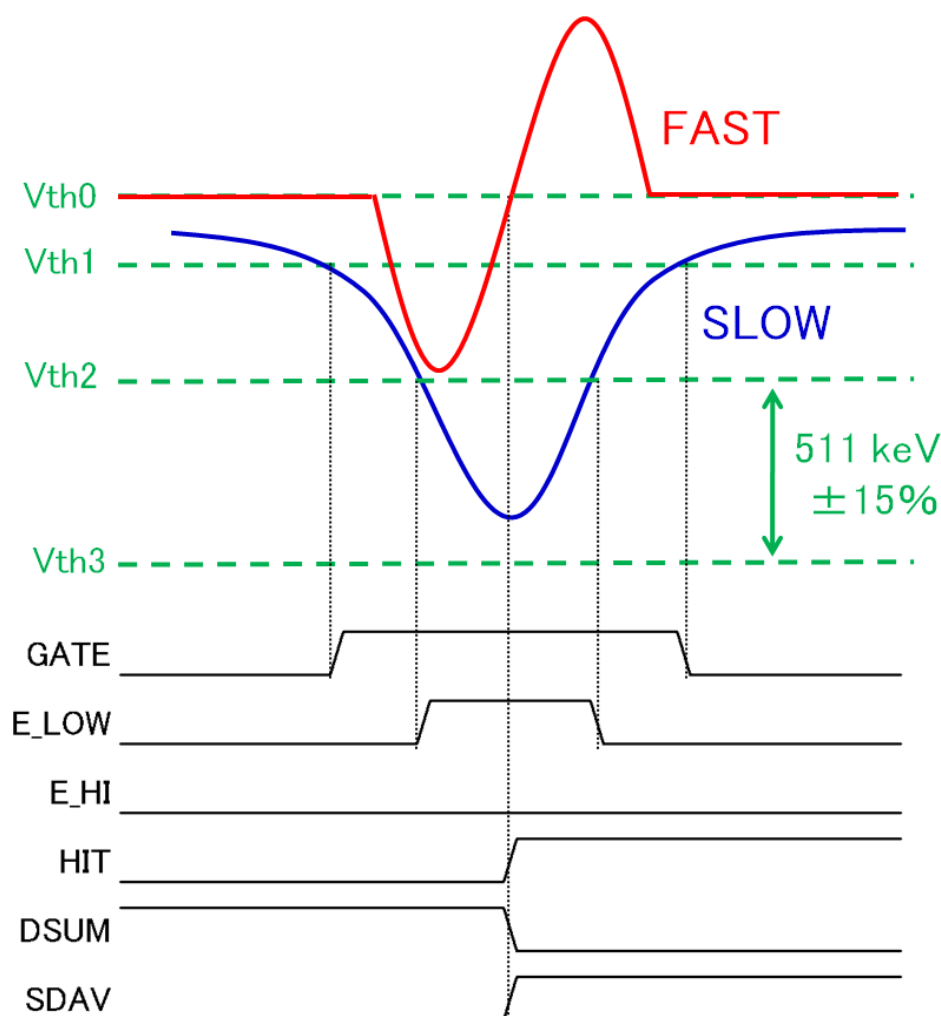 FAST
Vth0
Vth1
SLOW
Vth2
511 keV
±15%
Vth3
GATE
E_LOW
E_HI
HIT
DSUM
SDAV